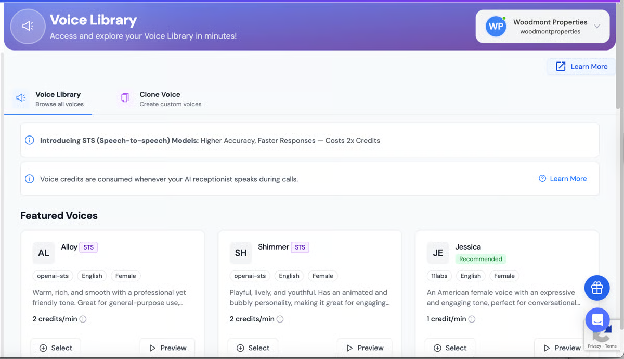 Voice Library
Access and explore your Voice Library in minutes!
WP
Woodmont Properties
woodmontproperties
Learn More
Voice Library
Browse all voices
Clone Voice
Create custom voices
Introducing STS (Speech-to-speech) Models: Higher Accuracy, Faster Responses — Costs 2x Credits
Voice credits are consumed whenever your AI receptionist speaks during calls.
Learn More
Featured Voices
AL
Alloy STS
openai-sts English Female
Warm, rich, and smooth with a professional yet
friendly tone. Great for general-purpose use,...
2 credits/min
Select Preview
SH
Shimmer STS
openai-sts English Female
Playful, lively, and youthful. Has an animated and
bubbly personality, making it great for engaging...
2 credits/min
Select Preview
JE
Jessica
Recommended
11labs English Female
An American female voice with an expressive
and engaging tone, perfect for conversational...
1 credit/min
Select Preview
Privacy - Terms